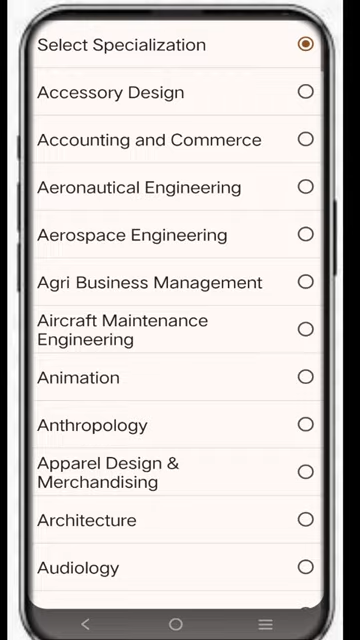 Select Specialization
Accessory Design
Accounting and Commerce
Aeronautical Engineering
Aerospace Engineering
Agri Business Management
Aircraft Maintenance
Engineering
Animation
Anthropology
Apparel Design &
Merchandising
Architecture
Audiology